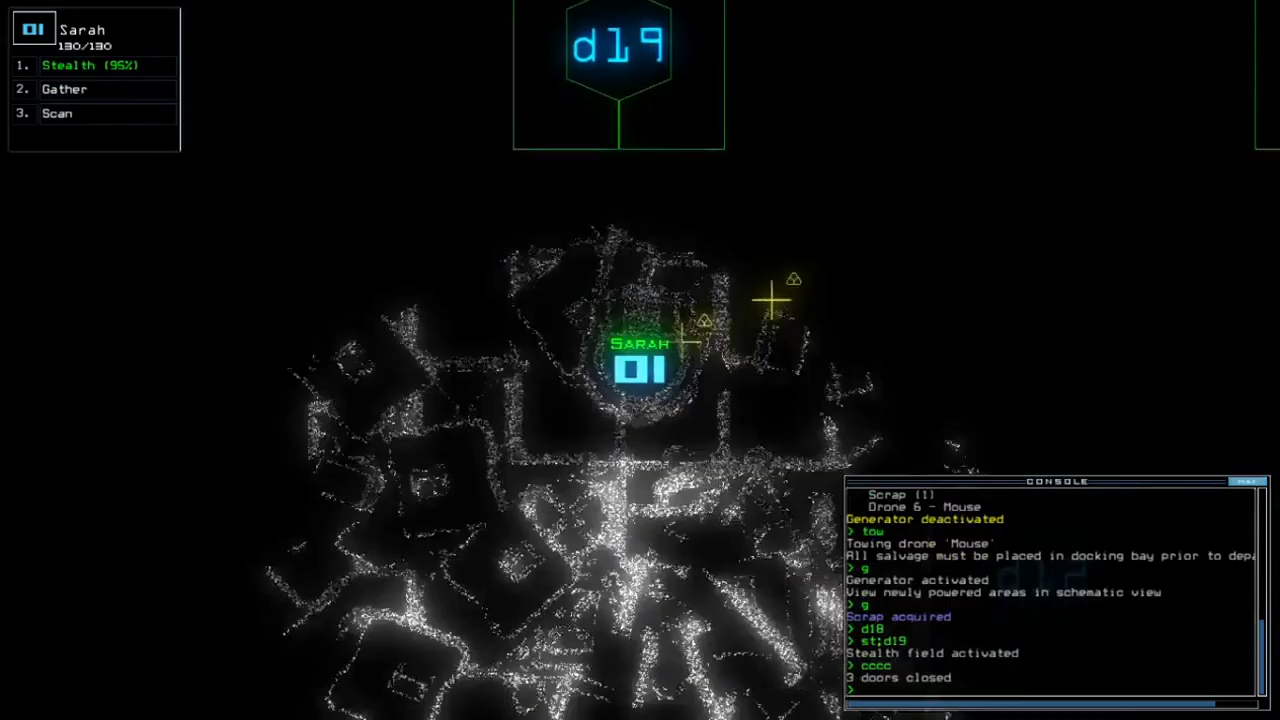 01 Sarah
130/130
1. Stealth (95%)
2. Gather
3. Scan
d19
Sarah
01
CONSOLE
Scrap (1)
Drone 6 - Mouse
Generator deactivated
> tow
Towing drone 'Mouse'
All salvage must be placed in docking bay prior to depa
> g
Generator activated
View newly powered areas in schematic view
> g
Scrap acquired
> d18
> st;d19
Stealth field activated
> cccc
3 doors closed
>